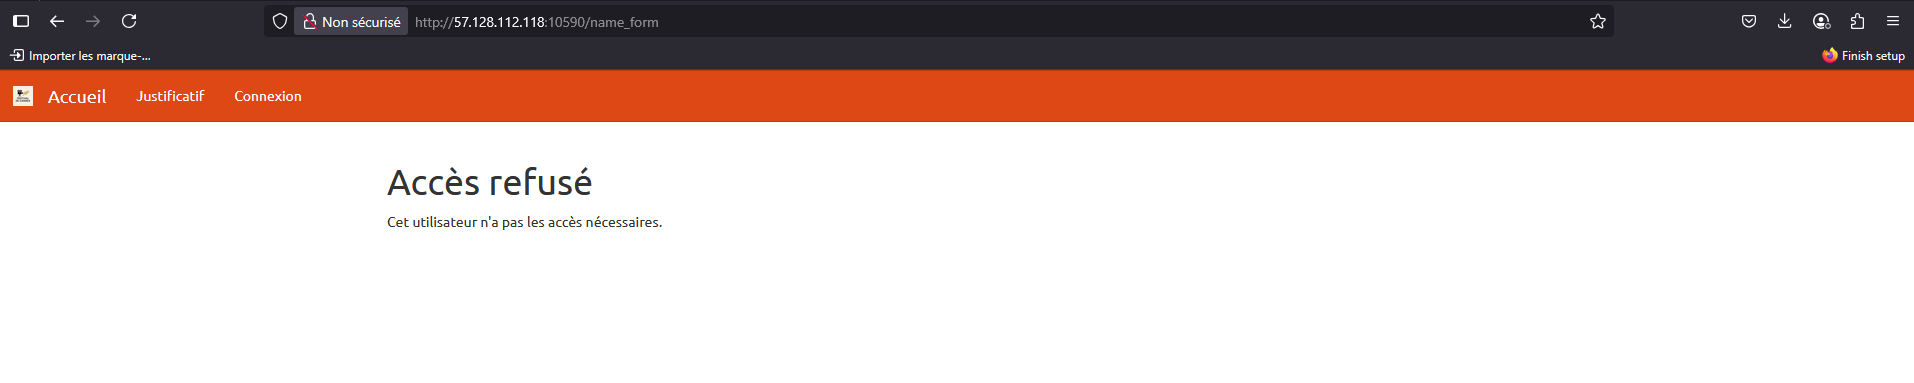 Non sécurisé http://57.128.112.118:10590/name_form
Importer les marque-... Finish setup
Accueil Justificatif Connexion
Accès refusé
Cet utilisateur n'a pas les accès nécessaires.